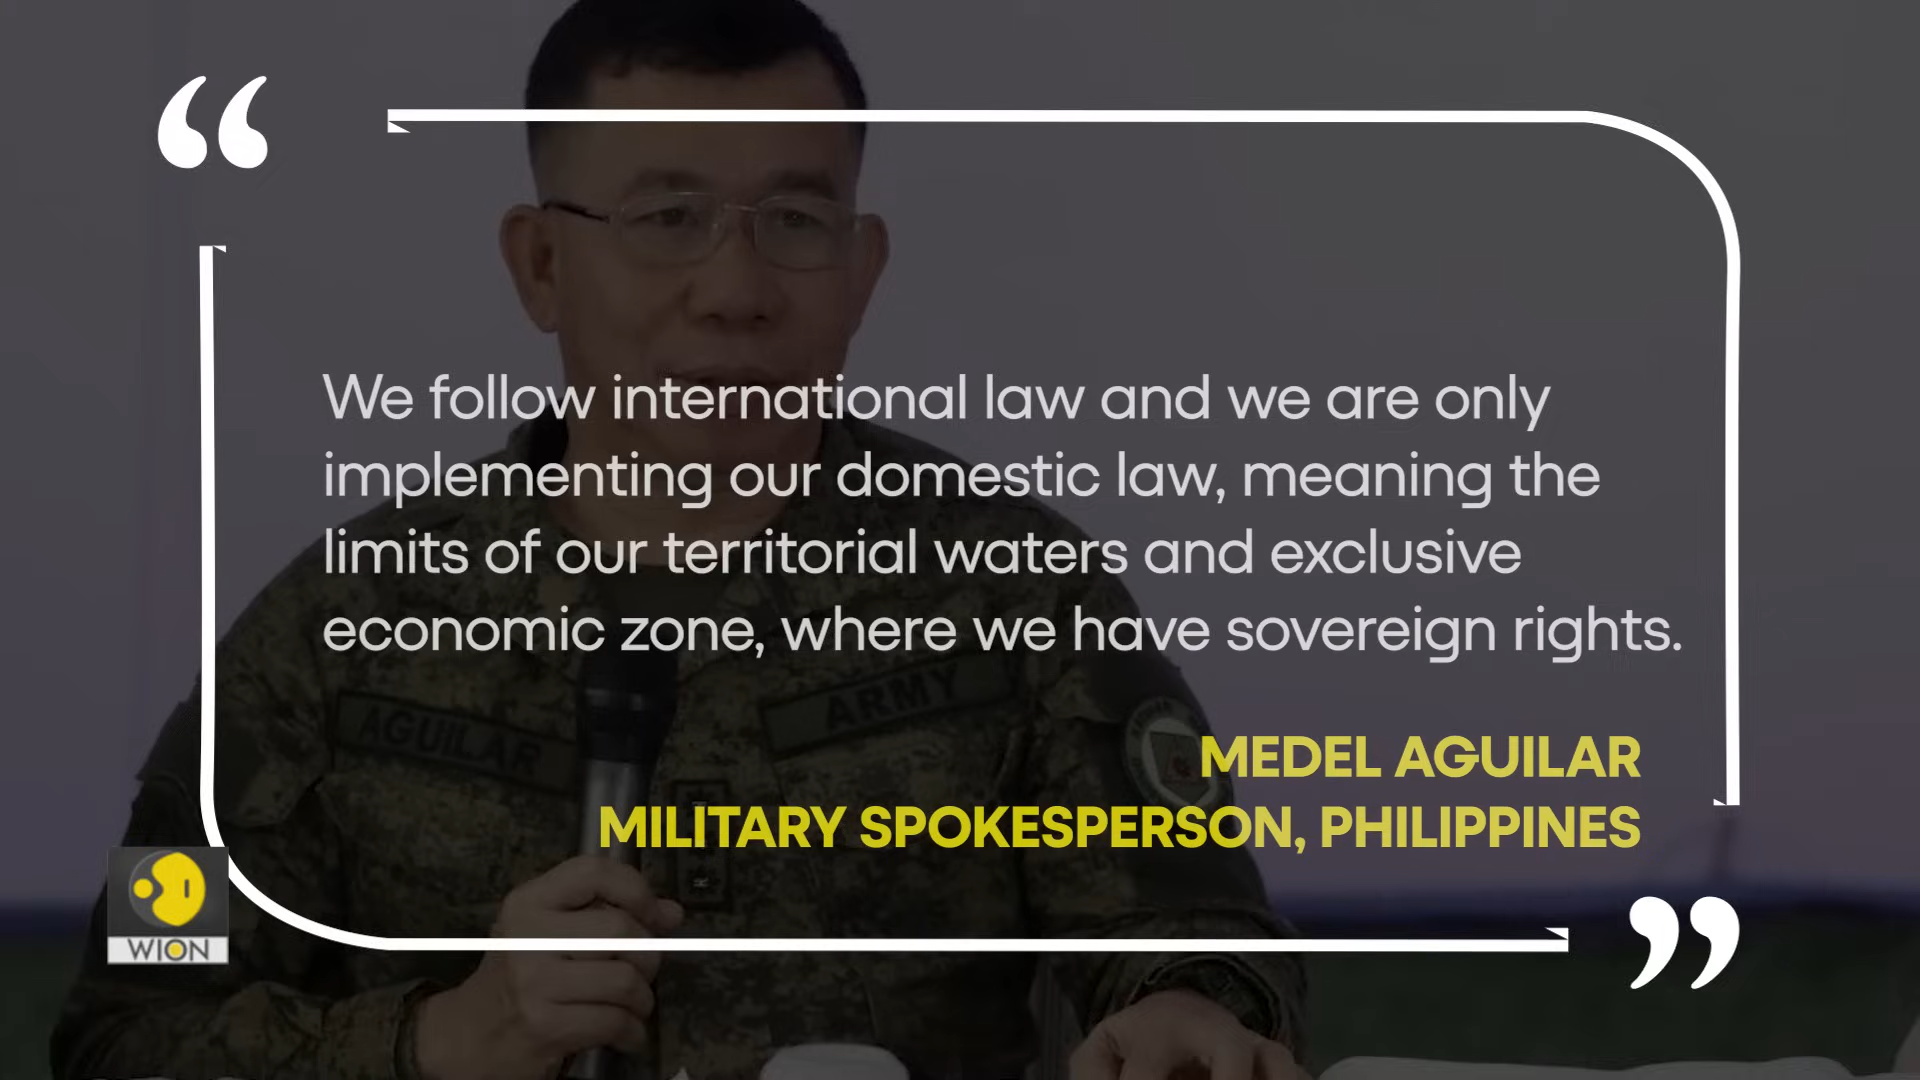 “
We follow international law and we are only
implementing our domestic law, meaning the
limits of our territorial waters and exclusive
economic zone, where we have sovereign rights.
AGUILAR
ARMY
MEDEL AGUILAR
MILITARY SPOKESPERSON, PHILIPPINES
WION
”